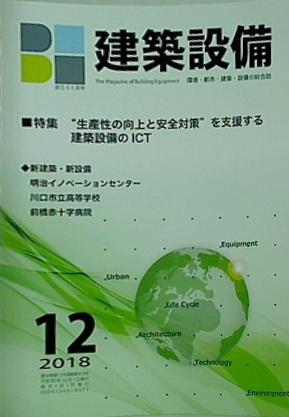 建築設備
The Magazine of Building Equipment
環境・都市・建築・設備の総合誌
■特集 “生産性の向上と安全対策”を支援する
建築設備の ICT
◆新建築・新設備
明治イノベーションセンター
川口市立高等学校
前橋赤十字病院
Equipment
Urban
Life Cycle
Architecture
Technology
Environment
12
2018